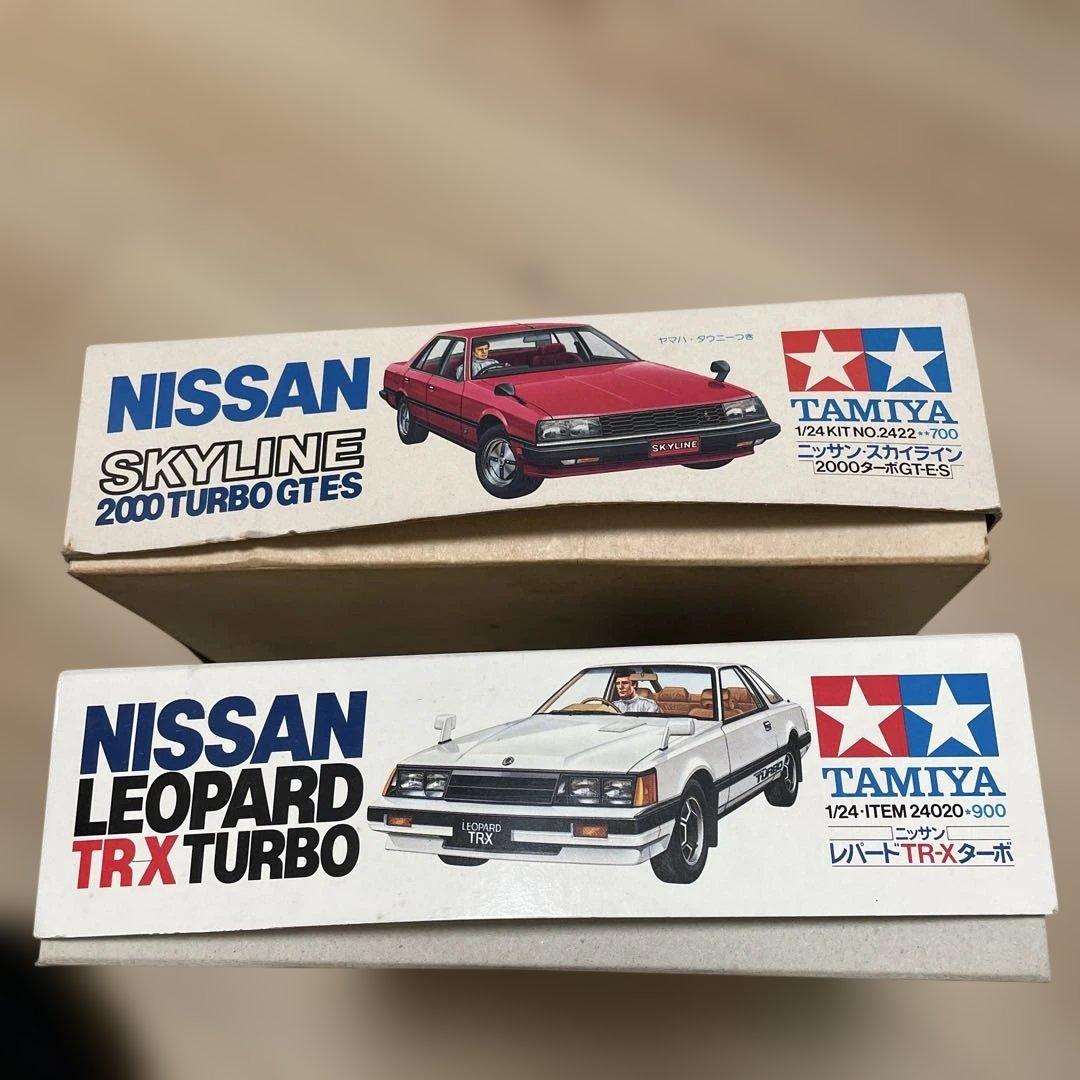 NISSAN
SKYLINE
2000 TURBO GT-E·S
ヤマハ・タウニーつき
SKYLINE
TAMIYA
1/24 KIT NO.2422★★700
ニッサン・スカイライン
2000ターボGT-E·S
NISSAN
LEOPARD
TR-X TURBO
TURBO
LEOPARD
TR-X
TAMIYA
1/24·ITEM 24020★900
ニッサン
レパードTR-Xターボ